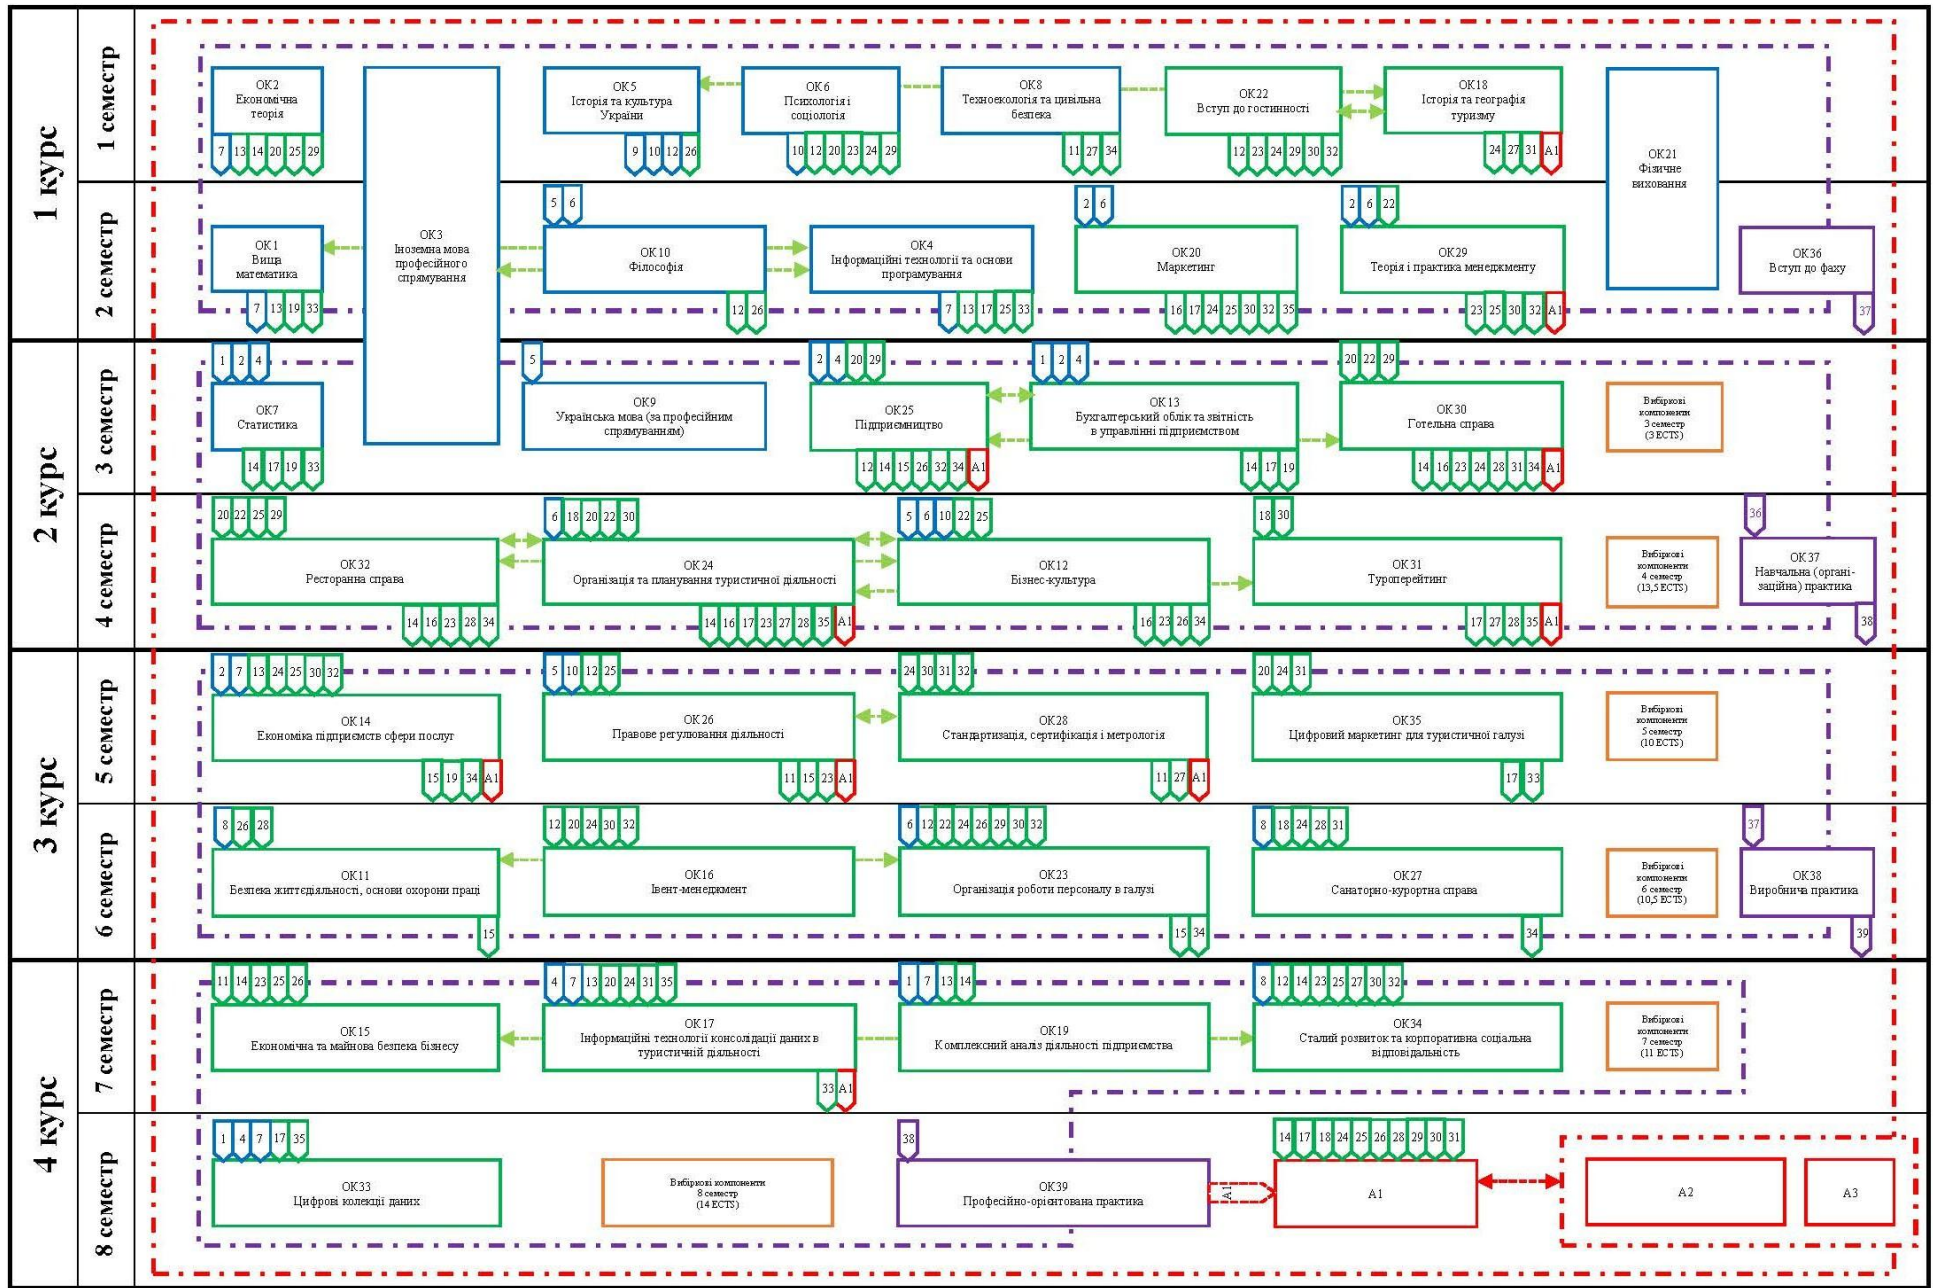 1 курс
1 семестр
ОК2
Економічна
теорія
7 13 14 20 25 29
ОК3
Іноземна мова
професійного
спрямування
ОК5
Історія та культура
України
9 10 12 26
ОК6
Психологія і
соціологія
10 12 20 23 24 29
ОК8
Техноекологія та цивільна
безпека
11 27 34
ОК22
Вступ до гостинності
12 23 24 29 30 32
ОК18
Історія та географія
туризму
24 27 31 А1
ОК21
Фізичне
виховання
2 семестр
ОК1
Вища
математика
7 13 19 33
5 6
ОК10
Філософія
12 26
ОК4
Інформаційні технології та основи
програмування
7 13 17 25 33
2 6
ОК20
Маркетинг
16 17 24 25 30 32 35
2 6 22
ОК29
Теорія і практика менеджменту
23 25 30 32 А1
ОК36
Вступ до фаху
37
2 курс
3 семестр
1 2 4
ОК7
Статистика
14 17 19 33
5
ОК9
Українська мова (за професійним
спрямуванням)
2 4 20 29
ОК25
Підприємництво
12 14 15 26 32 34 А1
1 2 4
ОК13
Бухгалтерський облік та звітність
в управлінні підприємством
14 17 19
20 22 29
ОК30
Готельна справа
14 16 23 24 28 31 34 А1
Вибіркові
компоненти
3 семестр
(3 ECTS)
4 семестр
20 22 25 29
ОК32
Ресторанна справа
14 16 23 28 34
6 18 20 22 30
ОК24
Організація та планування туристичної діяльності
14 16 17 23 27 28 35 А1
5 6 10 22 25
ОК12
Бізнес-культура
16 23 26 34
18 30
ОК31
Туроперейтинг
17 27 28 35 А1
Вибіркові
компоненти
4 семестр
(13,5 ECTS)
36
ОК37
Навчальна (органі-
заційна) практика
38
3 курс
5 семестр
2 7 13 24 25 30 32
ОК14
Економіка підприємств сфери послуг
15 19 34 А1
5 10 12 25
ОК26
Правове регулювання діяльності
11 15 23 А1
24 30 31 32
ОК28
Стандартизація, сертифікація і метрологія
11 27 А1
20 24 31
ОК35
Цифровий маркетинг для туристичної галузі
17 33
Вибіркові
компоненти
5 семестр
(10 ECTS)
6 семестр
8 26 28
ОК11
Безпека життєдіяльності, основи охорони праці
15
12 20 24 30 32
ОК16
Івент-менеджмент
6 12 22 24 26 29 30 32
ОК23
Організація роботи персоналу в галузі
15 34
8 18 24 28 31
ОК27
Санаторно-курортна справа
34
Вибіркові
компоненти
6 семестр
(10,5 ECTS)
37
ОК38
Виробнича практика
39
4 курс
7 семестр
11 14 23 25 26
ОК15
Економічна та майнова безпека бізнесу
4 7 13 20 24 31 35
ОК17
Інформаційні технології консолідації даних в
туристичній діяльності
33 А1
1 7 13 14
ОК19
Комплексний аналіз діяльності підприємства
8 12 14 23 25 27 30 32
ОК34
Сталий розвиток та корпоративна соціальна
відповідальність
Вибіркові
компоненти
7 семестр
(11 ECTS)
8 семестр
1 4 7 17 35
ОК33
Цифрові колекції даних
Вибіркові компоненти
8 семестр
(14 ECTS)
38
ОК39
Професійно-орієнтована практика
А1
14 17 18 24 25 26 28 29 30 31
А1
А2
А3